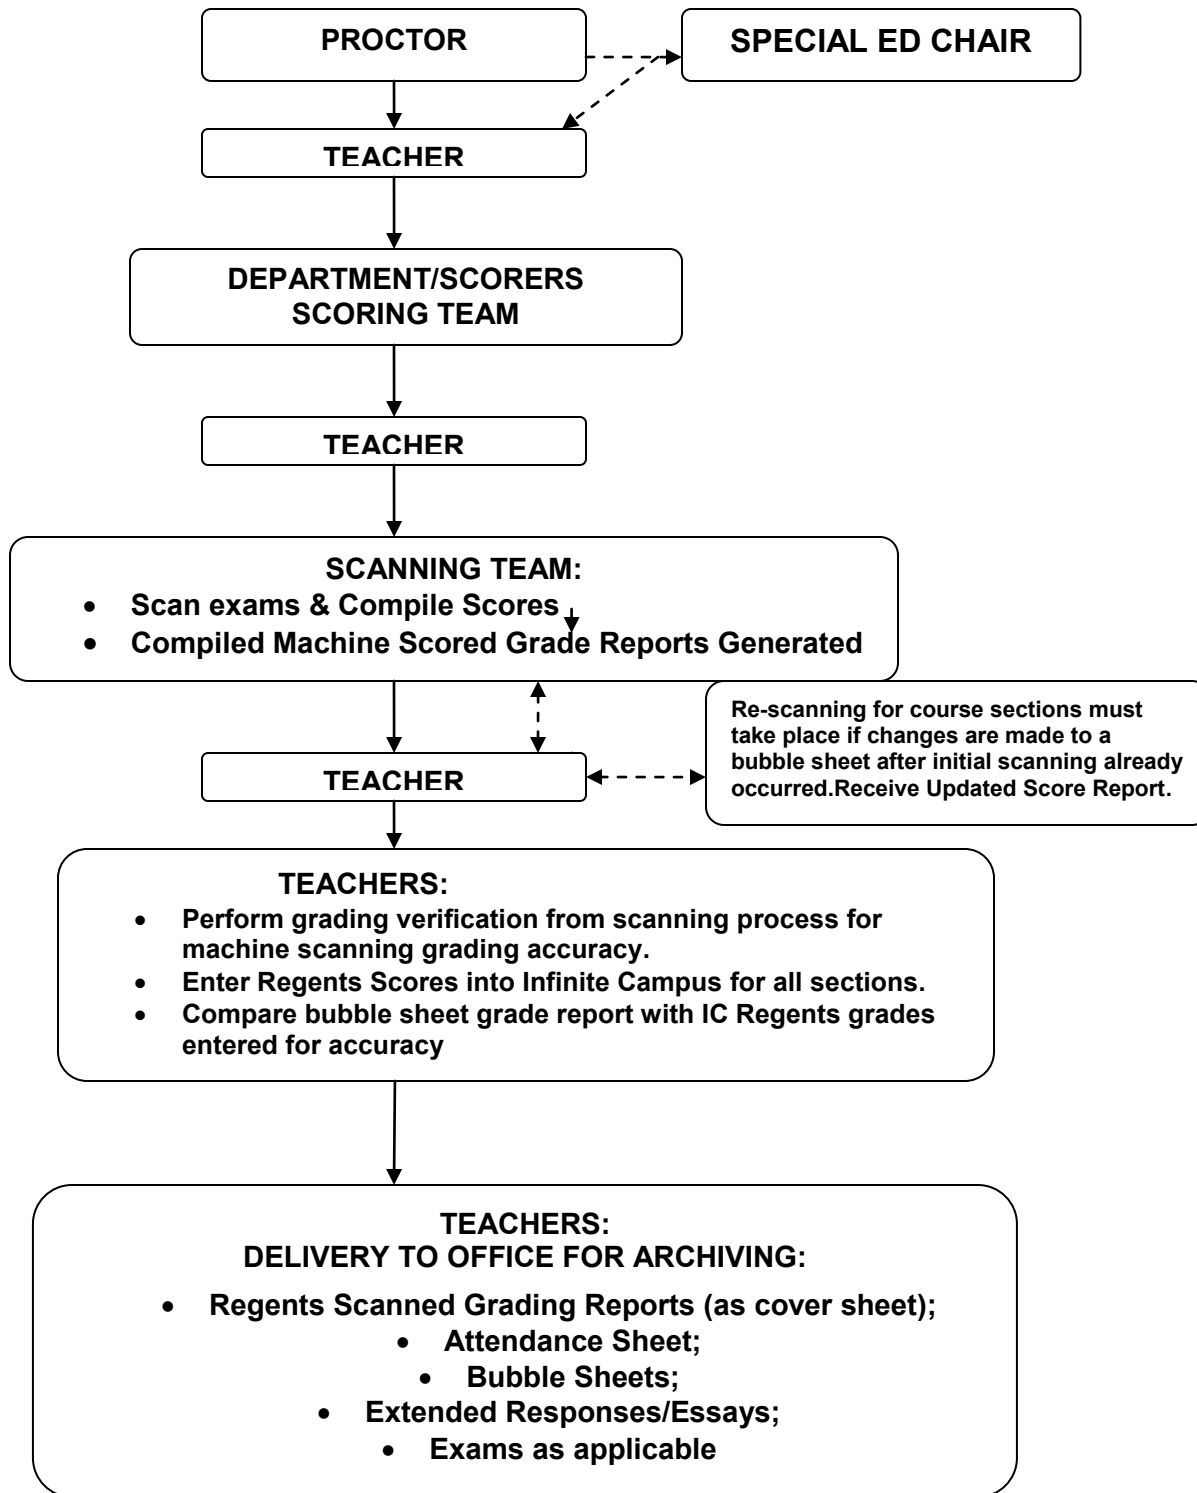 PROCTOR
SPECIAL ED CHAIR
TEACHER
DEPARTMENT/SCORERS
SCORING TEAM
TEACHER
SCANNING TEAM:
• Scan exams & Compile Scores
• Compiled Machine Scored Grade Reports Generated
Re-scanning for course sections must
take place if changes are made to a
bubble sheet after initial scanning already
occurred.Receive Updated Score Report.
TEACHER
TEACHERS:
• Perform grading verification from scanning process for
machine scanning grading accuracy.
• Enter Regents Scores into Infinite Campus for all sections.
• Compare bubble sheet grade report with IC Regents grades
entered for accuracy
TEACHERS:
DELIVERY TO OFFICE FOR ARCHIVING:
• Regents Scanned Grading Reports (as cover sheet);
• Attendance Sheet;
• Bubble Sheets;
• Extended Responses/Essays;
• Exams as applicable